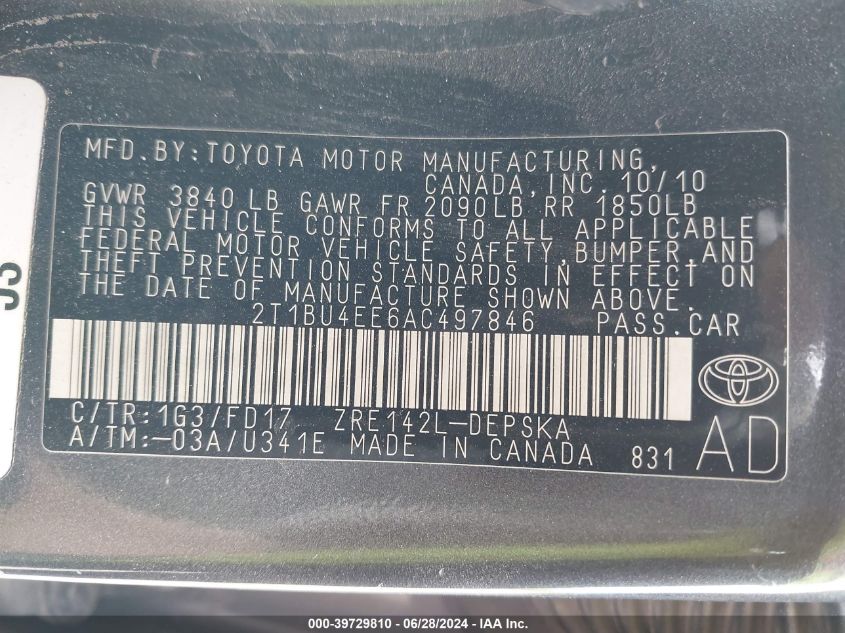 MFD.BY:TOYOTA MOTOR MANUFACTURING,
CANADA,INC. 10/10
GVWR 3840 LB GAWR FR 2090LB RR 1850LB
THIS VEHICLE CONFORMS TO ALL APPLICABLE
FEDERAL MOTOR VEHICLE SAFETY,BUMPER,AND
THEFT PREVENTION STANDARDS IN EFFECT ON
THE DATE OF MANUFACTURE SHOWN ABOVE.
2T1BU4EE6AC497846 PASS.CAR
C/TR:1G3/FD17 ZRE142L-DEPSKA
A/TM:-03A/U341E MADE IN CANADA 831
AD
000-39729810 - 06/28/2024 - IAAI.com